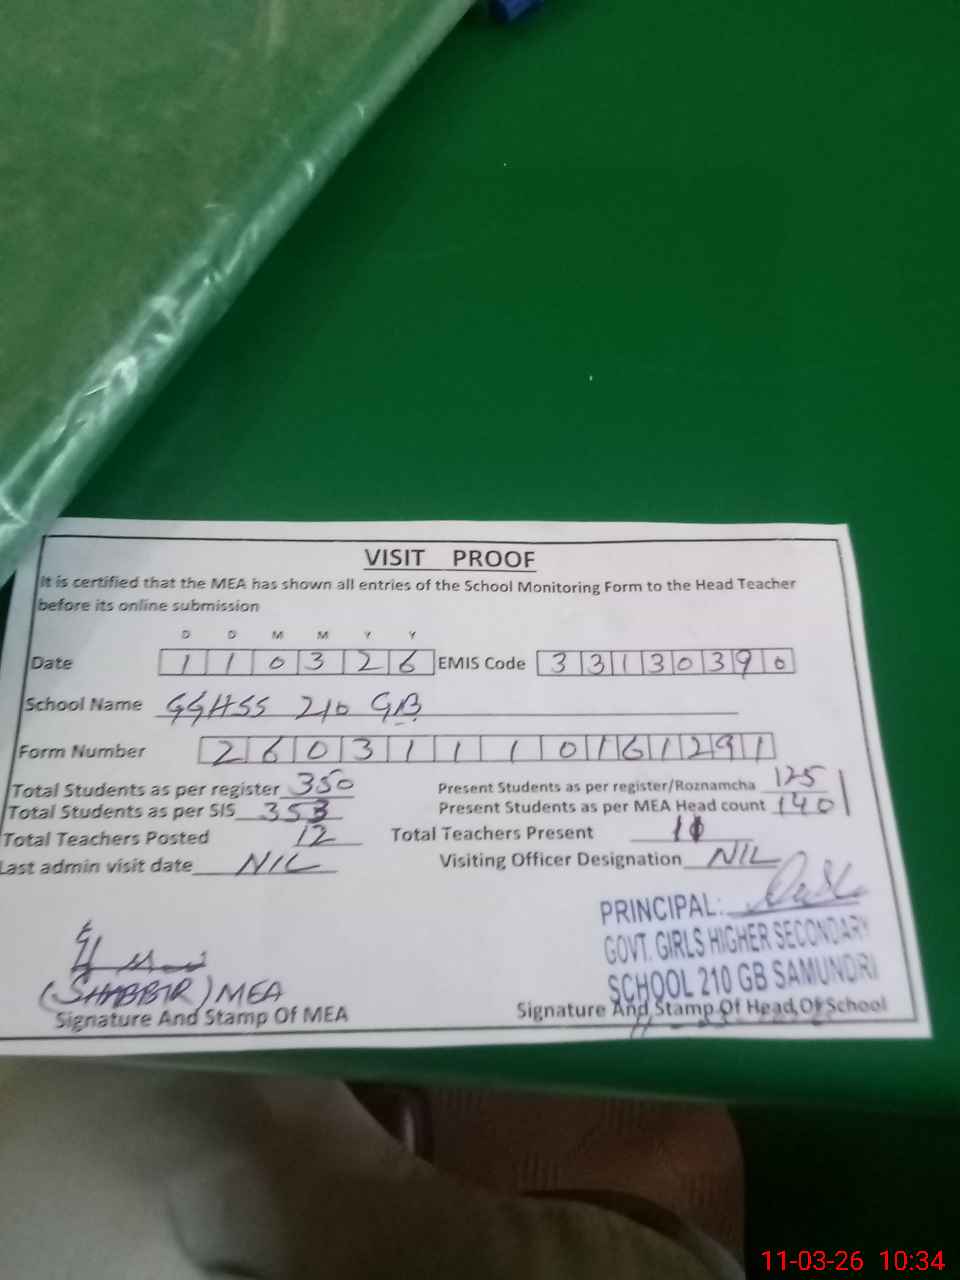 VISIT PROOF
It is certified that the MEA has shown all entries of the School Monitoring Form to the Head Teacher
before its online submission
D D M M Y Y
Date 1 1 0 3 2 6 EMIS Code 3 3 1 3 0 3 9 0
School Name GGHSS 210 GB
Form Number 2 6 0 3 1 1 1 0 1 6 1 2 9 1
Total Students as per register 350 Present Students as per register/Roznamcha 125
Total Students as per SIS 353 Present Students as per MEA Head count 140
Total Teachers Posted 12 Total Teachers Present 10
Last admin visit date NIL Visiting Officer Designation NIL
PRINCIPAL:
GOVT. GIRLS HIGHER SECONDARY
SCHOOL 210 GB SAMUNDRI
(SHABBIR) MEA
Signature And Stamp Of MEA Signature And Stamp Of Head Of School
11-03-26 10:34